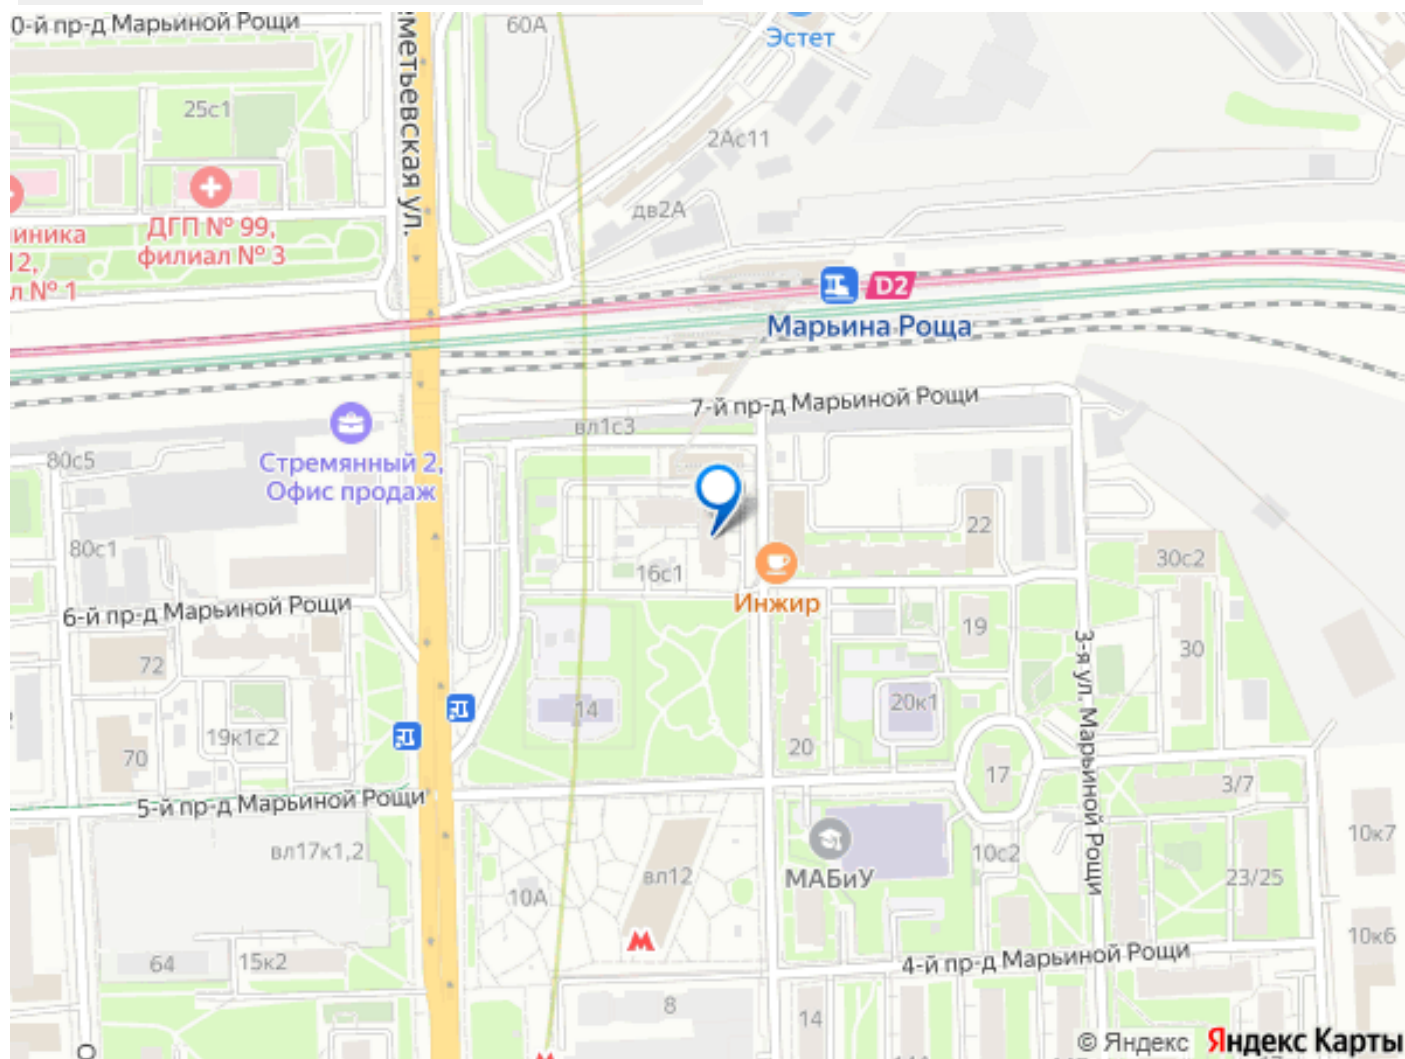 0-й пр-д Марьиной Рощи
60А
Эстет
25с1
2Ас11
метьевская ул.
дв2А
ДГП № 99,
филиал № 3
иника
12,
л № 1
D2
Марьина Роща
7-й пр-д Марьиной Рощи
вл1с3
80с5
Стремянный 2,
Офис продаж
22
80с1
16с1
30с2
Инжир
6-й пр-д Марьиной Рощи
19
3-я ул. Марьиной Рощи
30
72
14
20к1
19к1с2
20
70
17
3/7
5-й пр-д Марьиной Рощи
10к7
вл17к1,2
10с2
МАБиУ
вл12
23/25
10А
10к6
64
15к2
4-й пр-д Марьиной Рощи
8
14
© Яндекс Яндекс Карты